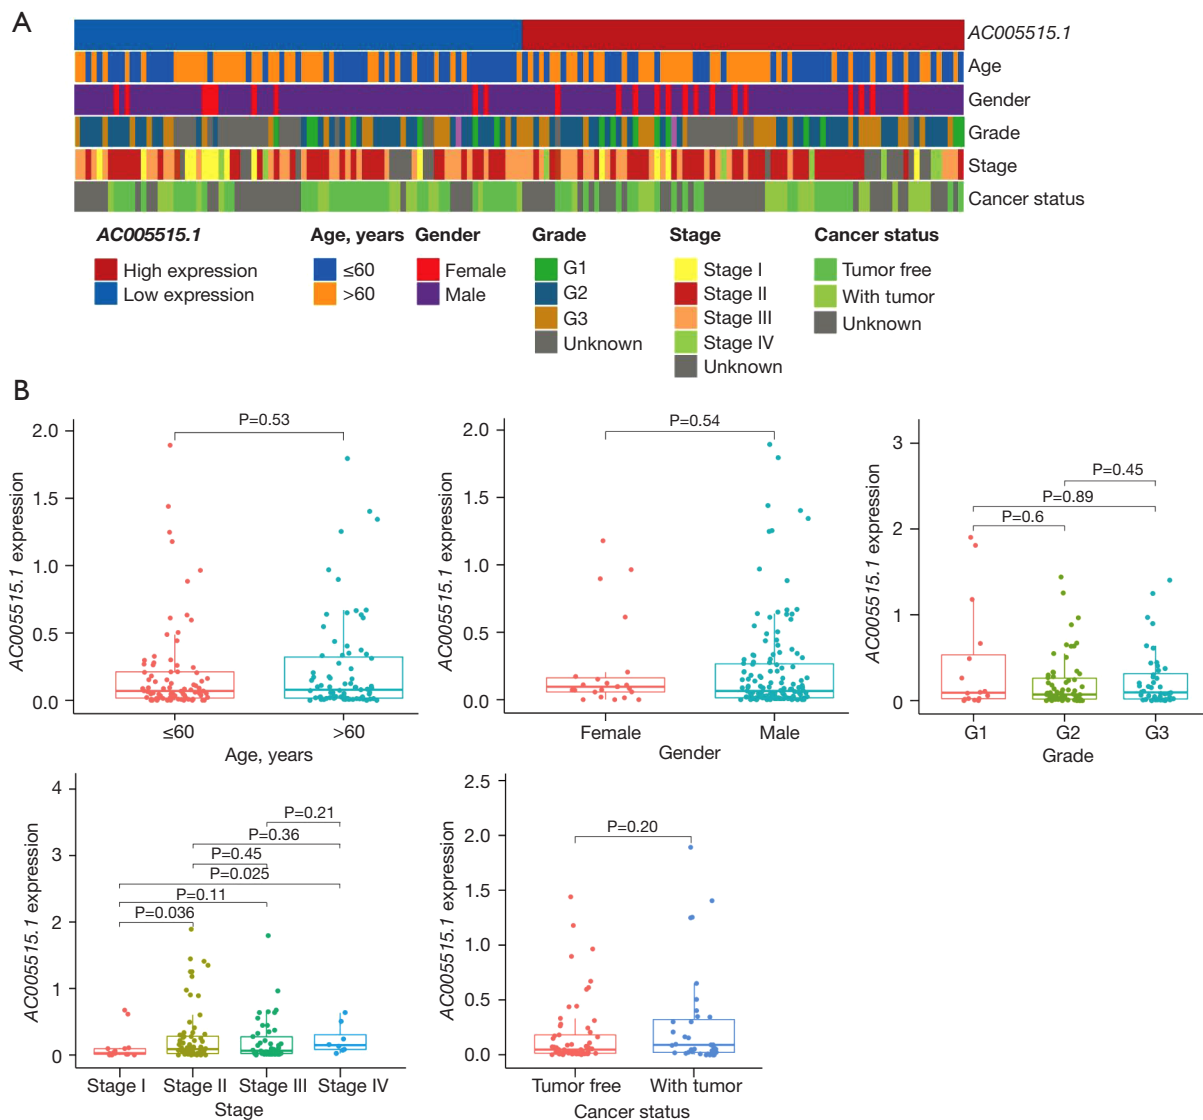 A
AC005515.1
Age
Gender
Grade
Stage
Cancer status
AC005515.1
High expression
Low expression
Age, years
≤60
>60
Gender
Female
Male
Grade
G1
G2
G3
Unknown
Stage
Stage I
Stage II
Stage III
Stage IV
Unknown
Cancer status
Tumor free
With tumor
Unknown
B
AC005515.1 expression
2.0
1.5
1.0
0.5
0.0
P=0.53
≤60 >60
Age, years
AC005515.1 expression
2.0
1.5
1.0
0.5
0.0
P=0.54
Female Male
Gender
AC005515.1 expression
3
2
1
0
P=0.45
P=0.89
P=0.6
G1 G2 G3
Grade
AC005515.1 expression
4
3
2
1
0
P=0.21
P=0.36
P=0.45
P=0.025
P=0.11
P=0.036
Stage I Stage II Stage III Stage IV
Stage
AC005515.1 expression
2.5
2.0
1.5
1.0
0.5
0.0
P=0.20
Tumor free With tumor
Cancer status